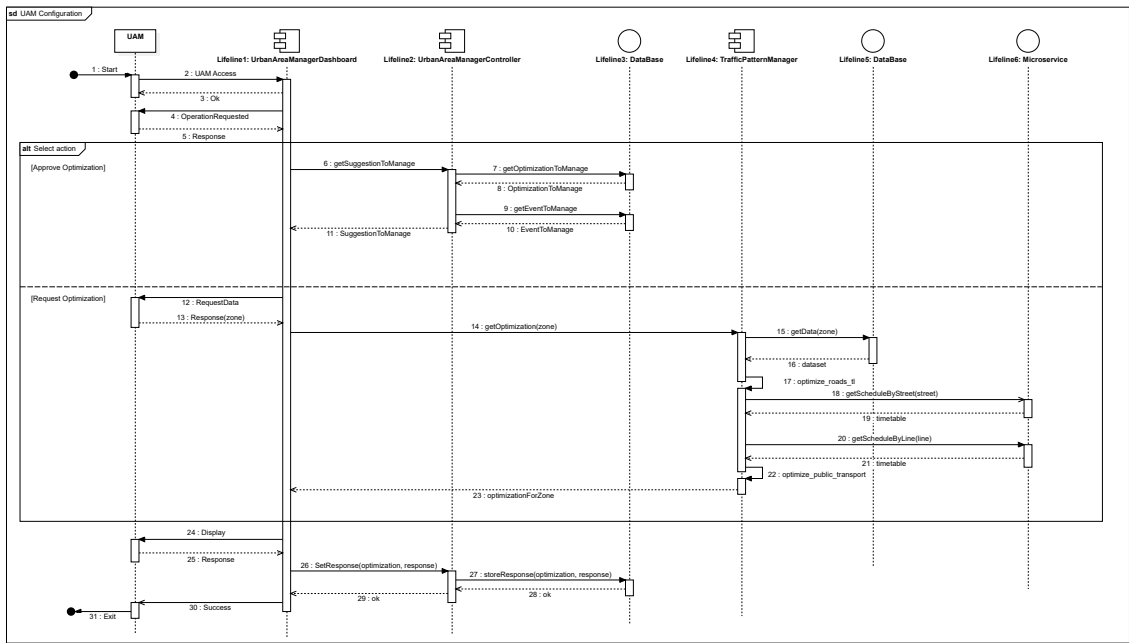 sd UAM Configuration
UAM
Lifeline1: UrbanAreaManagerDashboard
Lifeline2: UrbanAreaManagerController
Lifeline3: DataBase
Lifeline4: TrafficPatternManager
Lifeline5: DataBase
Lifeline6: Microservice
1 : Start
2 : UAM Access
3 : Ok
4 : OperationRequested
5 : Response
alt Select action
[Approve Optimization]
6 : getSuggestionToManage
7 : getOptimizationToManage
8 : OptimizationToManage
9 : getEventToManage
10 : EventToManage
11 : SuggestionToManage
[Request Optimization]
12 : RequestData
13 : Response(zone)
14 : getOptimization(zone)
15 : getData(zone)
16 : dataset
17 : optimize_roads_tl
18 : getScheduleByStreet(street)
19 : timetable
20 : getScheduleByLine(line)
21 : timetable
22 : optimize_public_transport
23 : optimizationForZone
24 : Display
25 : Response
26 : SetResponse(optimization, response)
27 : storeResponse(optimization, response)
28 : ok
29 : ok
30 : Success
31 : Exit